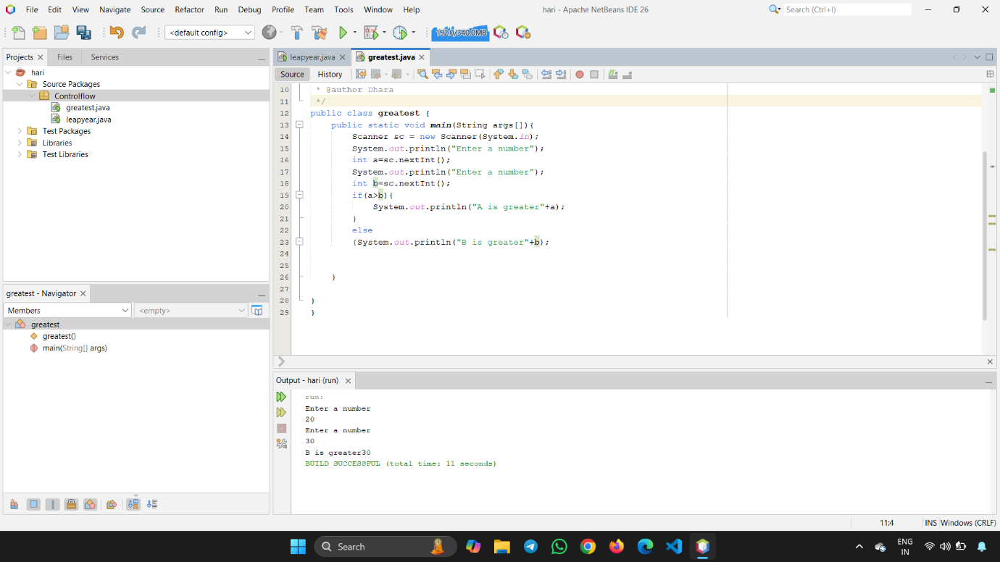 File Edit View Navigate Source Refactor Run Debug Profile Team Tools Window Help
hari - Apache NetBeans IDE 26
Search (Ctrl+I)
<default config>
192.0/340.0MB
Projects
Files
Services
hari
Source Packages
Controlflow
greatest.java
leapyear.java
Test Packages
Libraries
Test Libraries
greatest - Navigator
Members
<empty>
greatest
greatest()
main(String[] args)
leapyear.java
greatest.java
Source
History
10 * @author Dhara
11 */
12 public class greatest {
13 public static void main(String args[]){
14 Scanner sc = new Scanner(System.in);
15 System.out.println("Enter a number");
16 int a=sc.nextInt();
17 System.out.println("Enter a number");
18 int b=sc.nextInt();
19 if(a>b){
20 System.out.println("A is greater"+a);
21 }
22 else
23 {System.out.println("B is greater"+b);
24
25
26 }
27
28 }
29 }
Output - hari (run)
run:
Enter a number
20
Enter a number
30
B is greater30
BUILD SUCCESSFUL (total time: 11 seconds)
11:4
INS
Windows (CRLF)
Search
ENG
IN